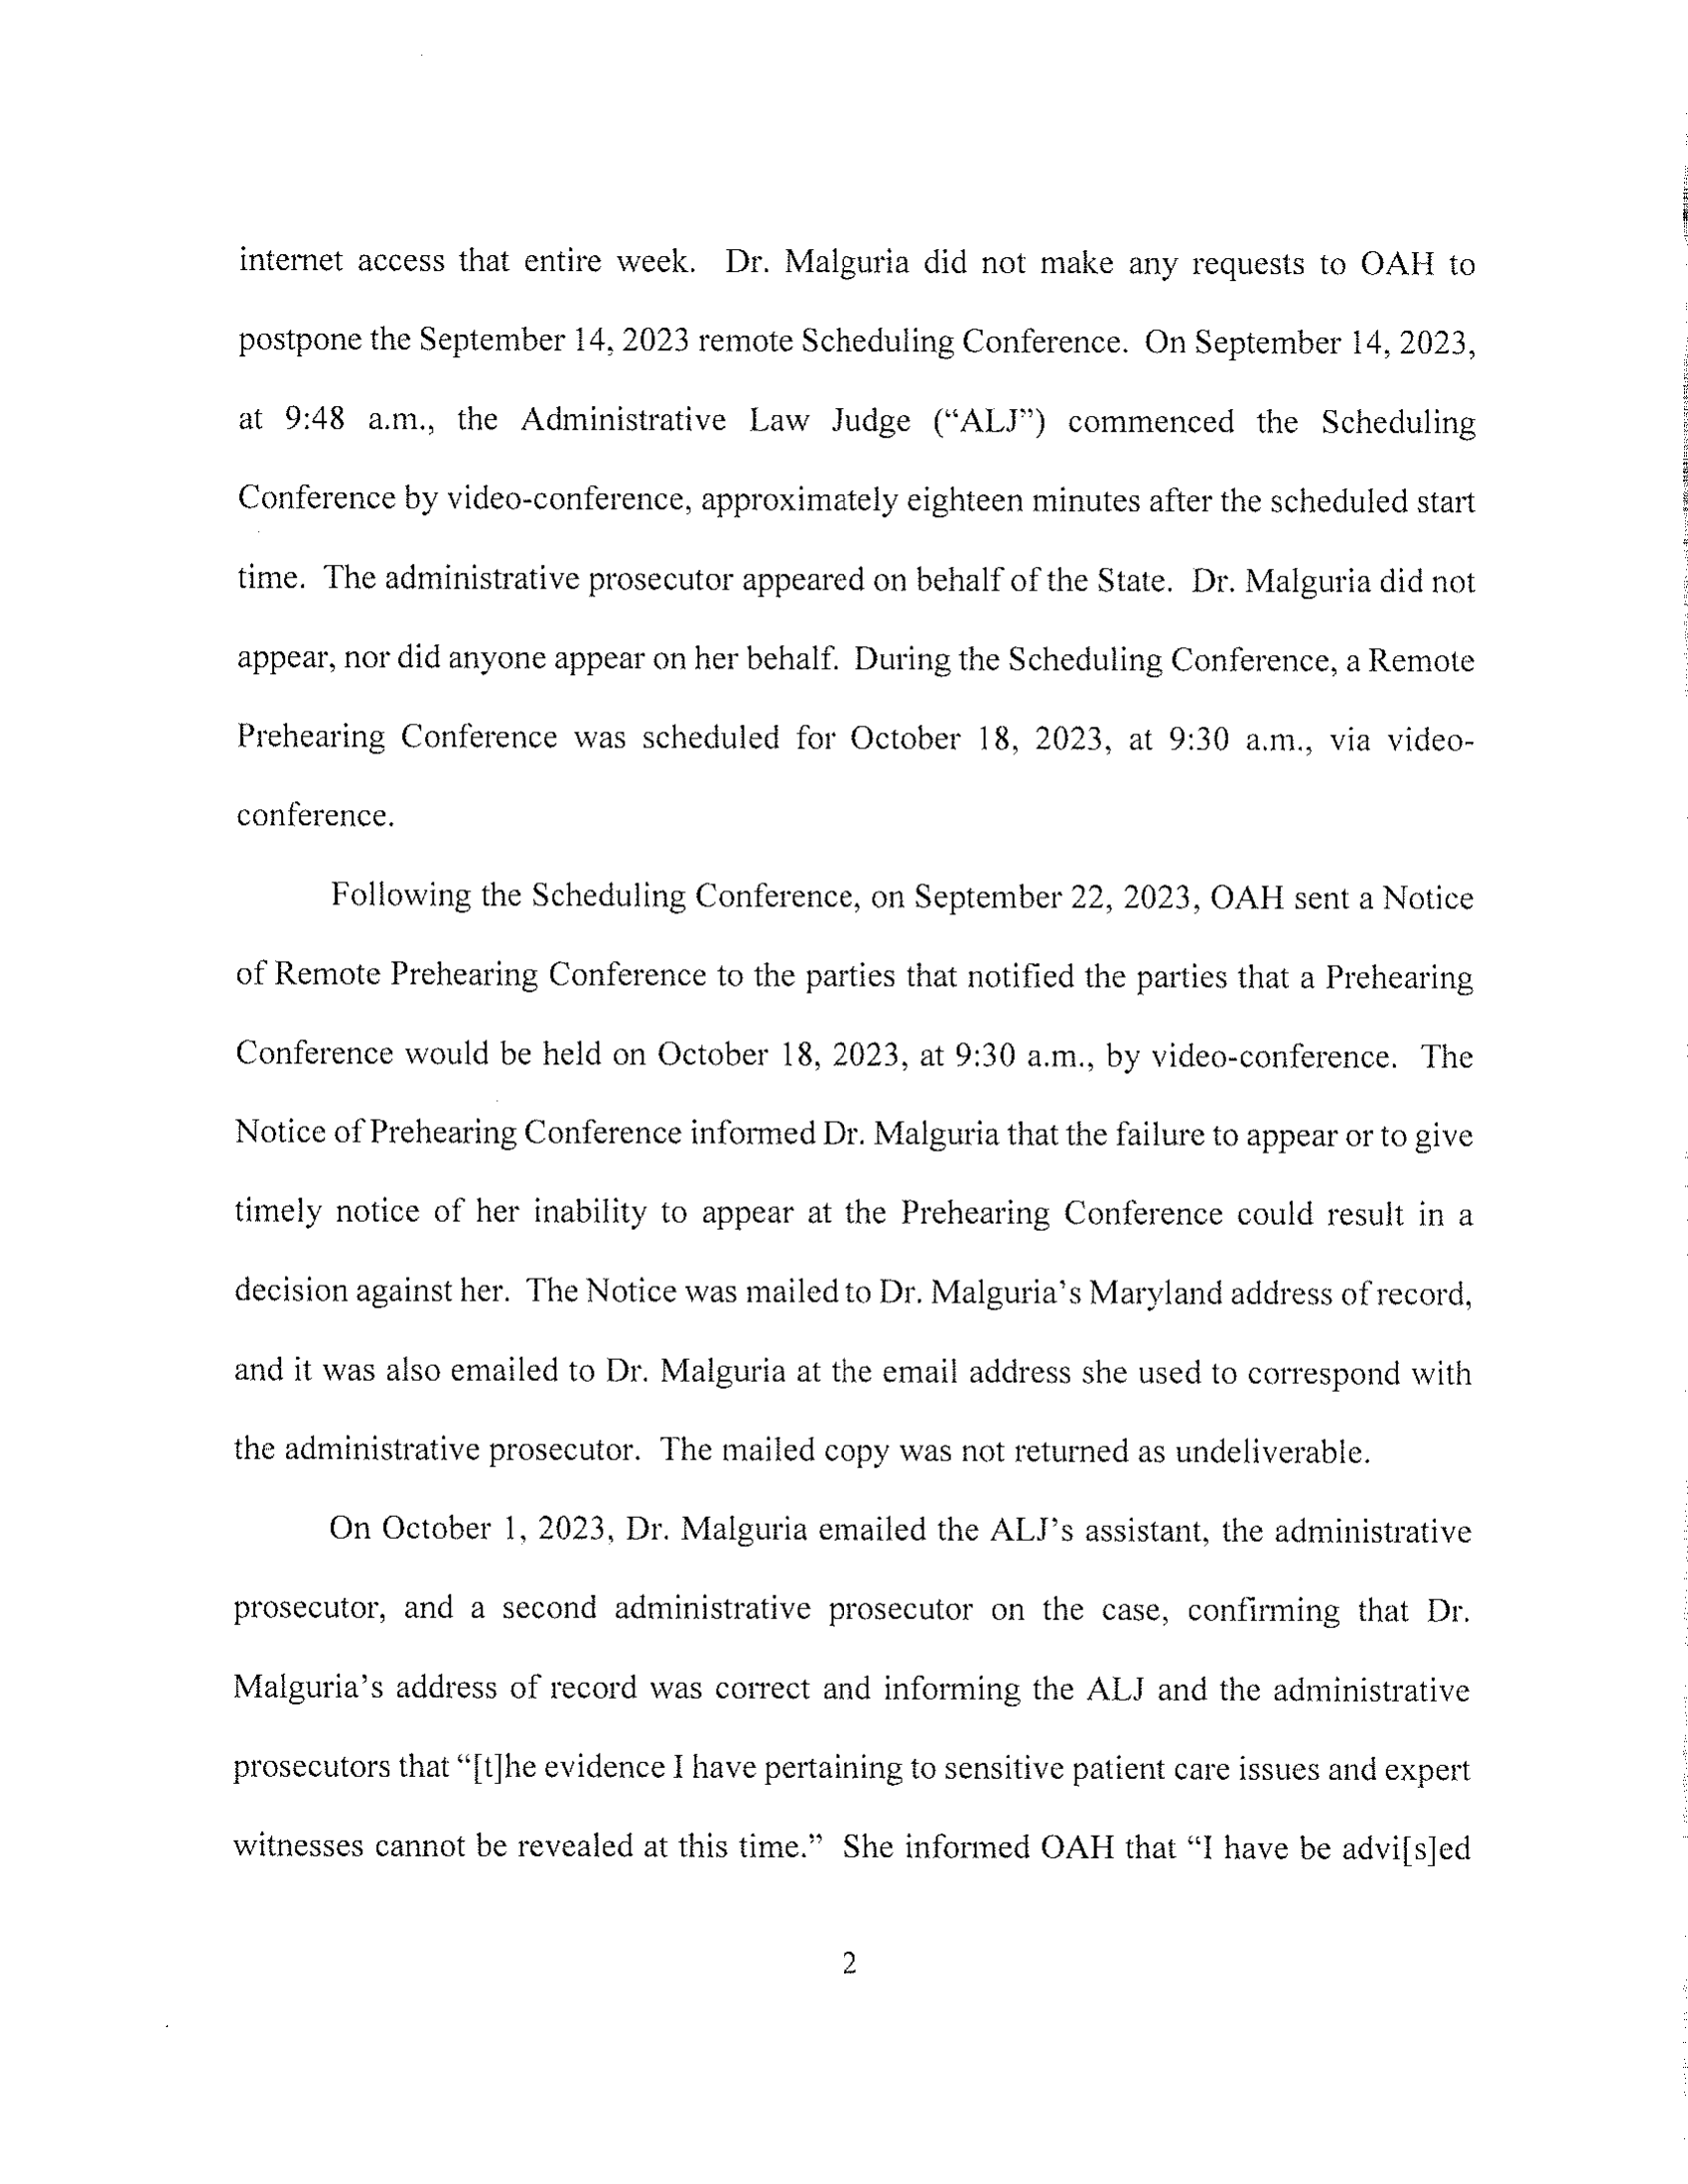 internet access that entire week. Dr. Malguria did not make any requests to OAH to
postpone the September 14, 2023 remote Scheduling Conference. On September 14, 2023,
at 9:48 a.m., the Administrative Law Judge (“ALJ”) commenced the Scheduling
Conference by video-conference, approximately eighteen minutes after the scheduled start
time. The administrative prosecutor appeared on behalf of the State. Dr. Malguria did not
appear, nor did anyone appear on her behalf. During the Scheduling Conference, a Remote
Prehearing Conference was scheduled for October 18, 2023, at 9:30 a.m., via video-
conference.
Following the Scheduling Conference, on September 22, 2023, OAH sent a Notice
of Remote Prehearing Conference to the parties that notified the parties that a Prehearing
Conference would be held on October 18, 2023, at 9:30 a.m., by video-conference. The
Notice of Prehearing Conference informed Dr. Malguria that the failure to appear or to give
timely notice of her inability to appear at the Prehearing Conference could result in a
decision against her. The Notice was mailed to Dr. Malguria’s Maryland address of record,
and it was also emailed to Dr. Malguria at the email address she used to correspond with
the administrative prosecutor. The mailed copy was not returned as undeliverable.
On October 1, 2023, Dr. Malguria emailed the ALJ’s assistant, the administrative
prosecutor, and a second administrative prosecutor on the case, confirming that Dr.
Malguria’s address of record was correct and informing the ALJ and the administrative
prosecutors that “[t]he evidence I have pertaining to sensitive patient care issues and expert
witnesses cannot be revealed at this time.” She informed OAH that “I have be advi[s]ed
2